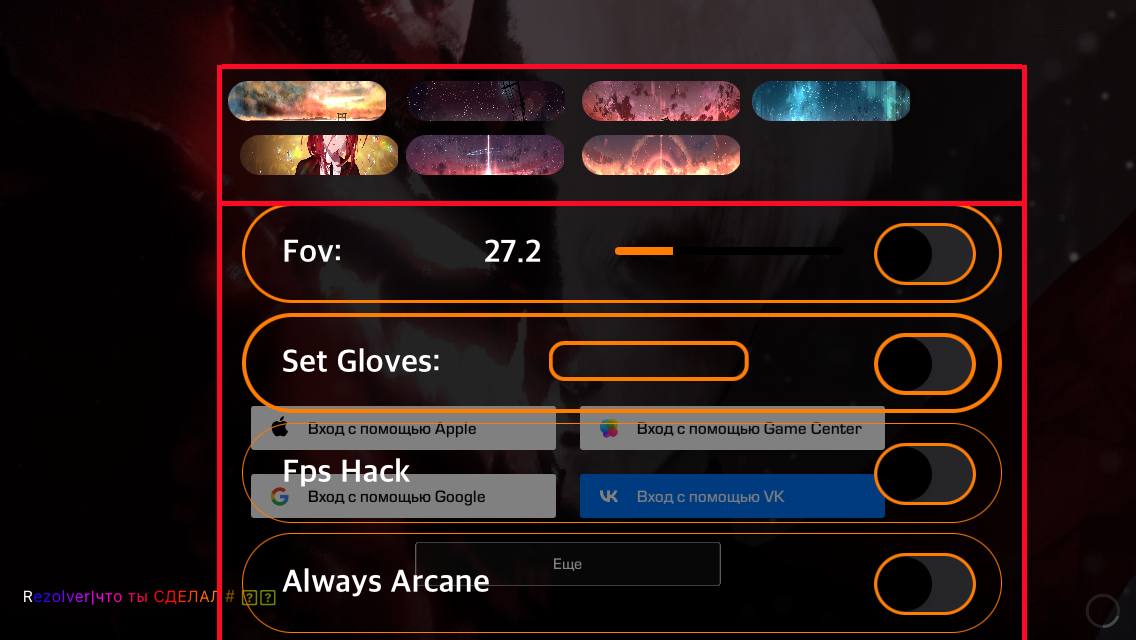 Fov: 27.2
Set Gloves:
Вход с помощью Apple Вход с помощью Game Center
Fps Hack
Вход с помощью Google Вход с помощью VK
Еще
Always Arcane
Rezolver|что ты СДЕЛАЛ #